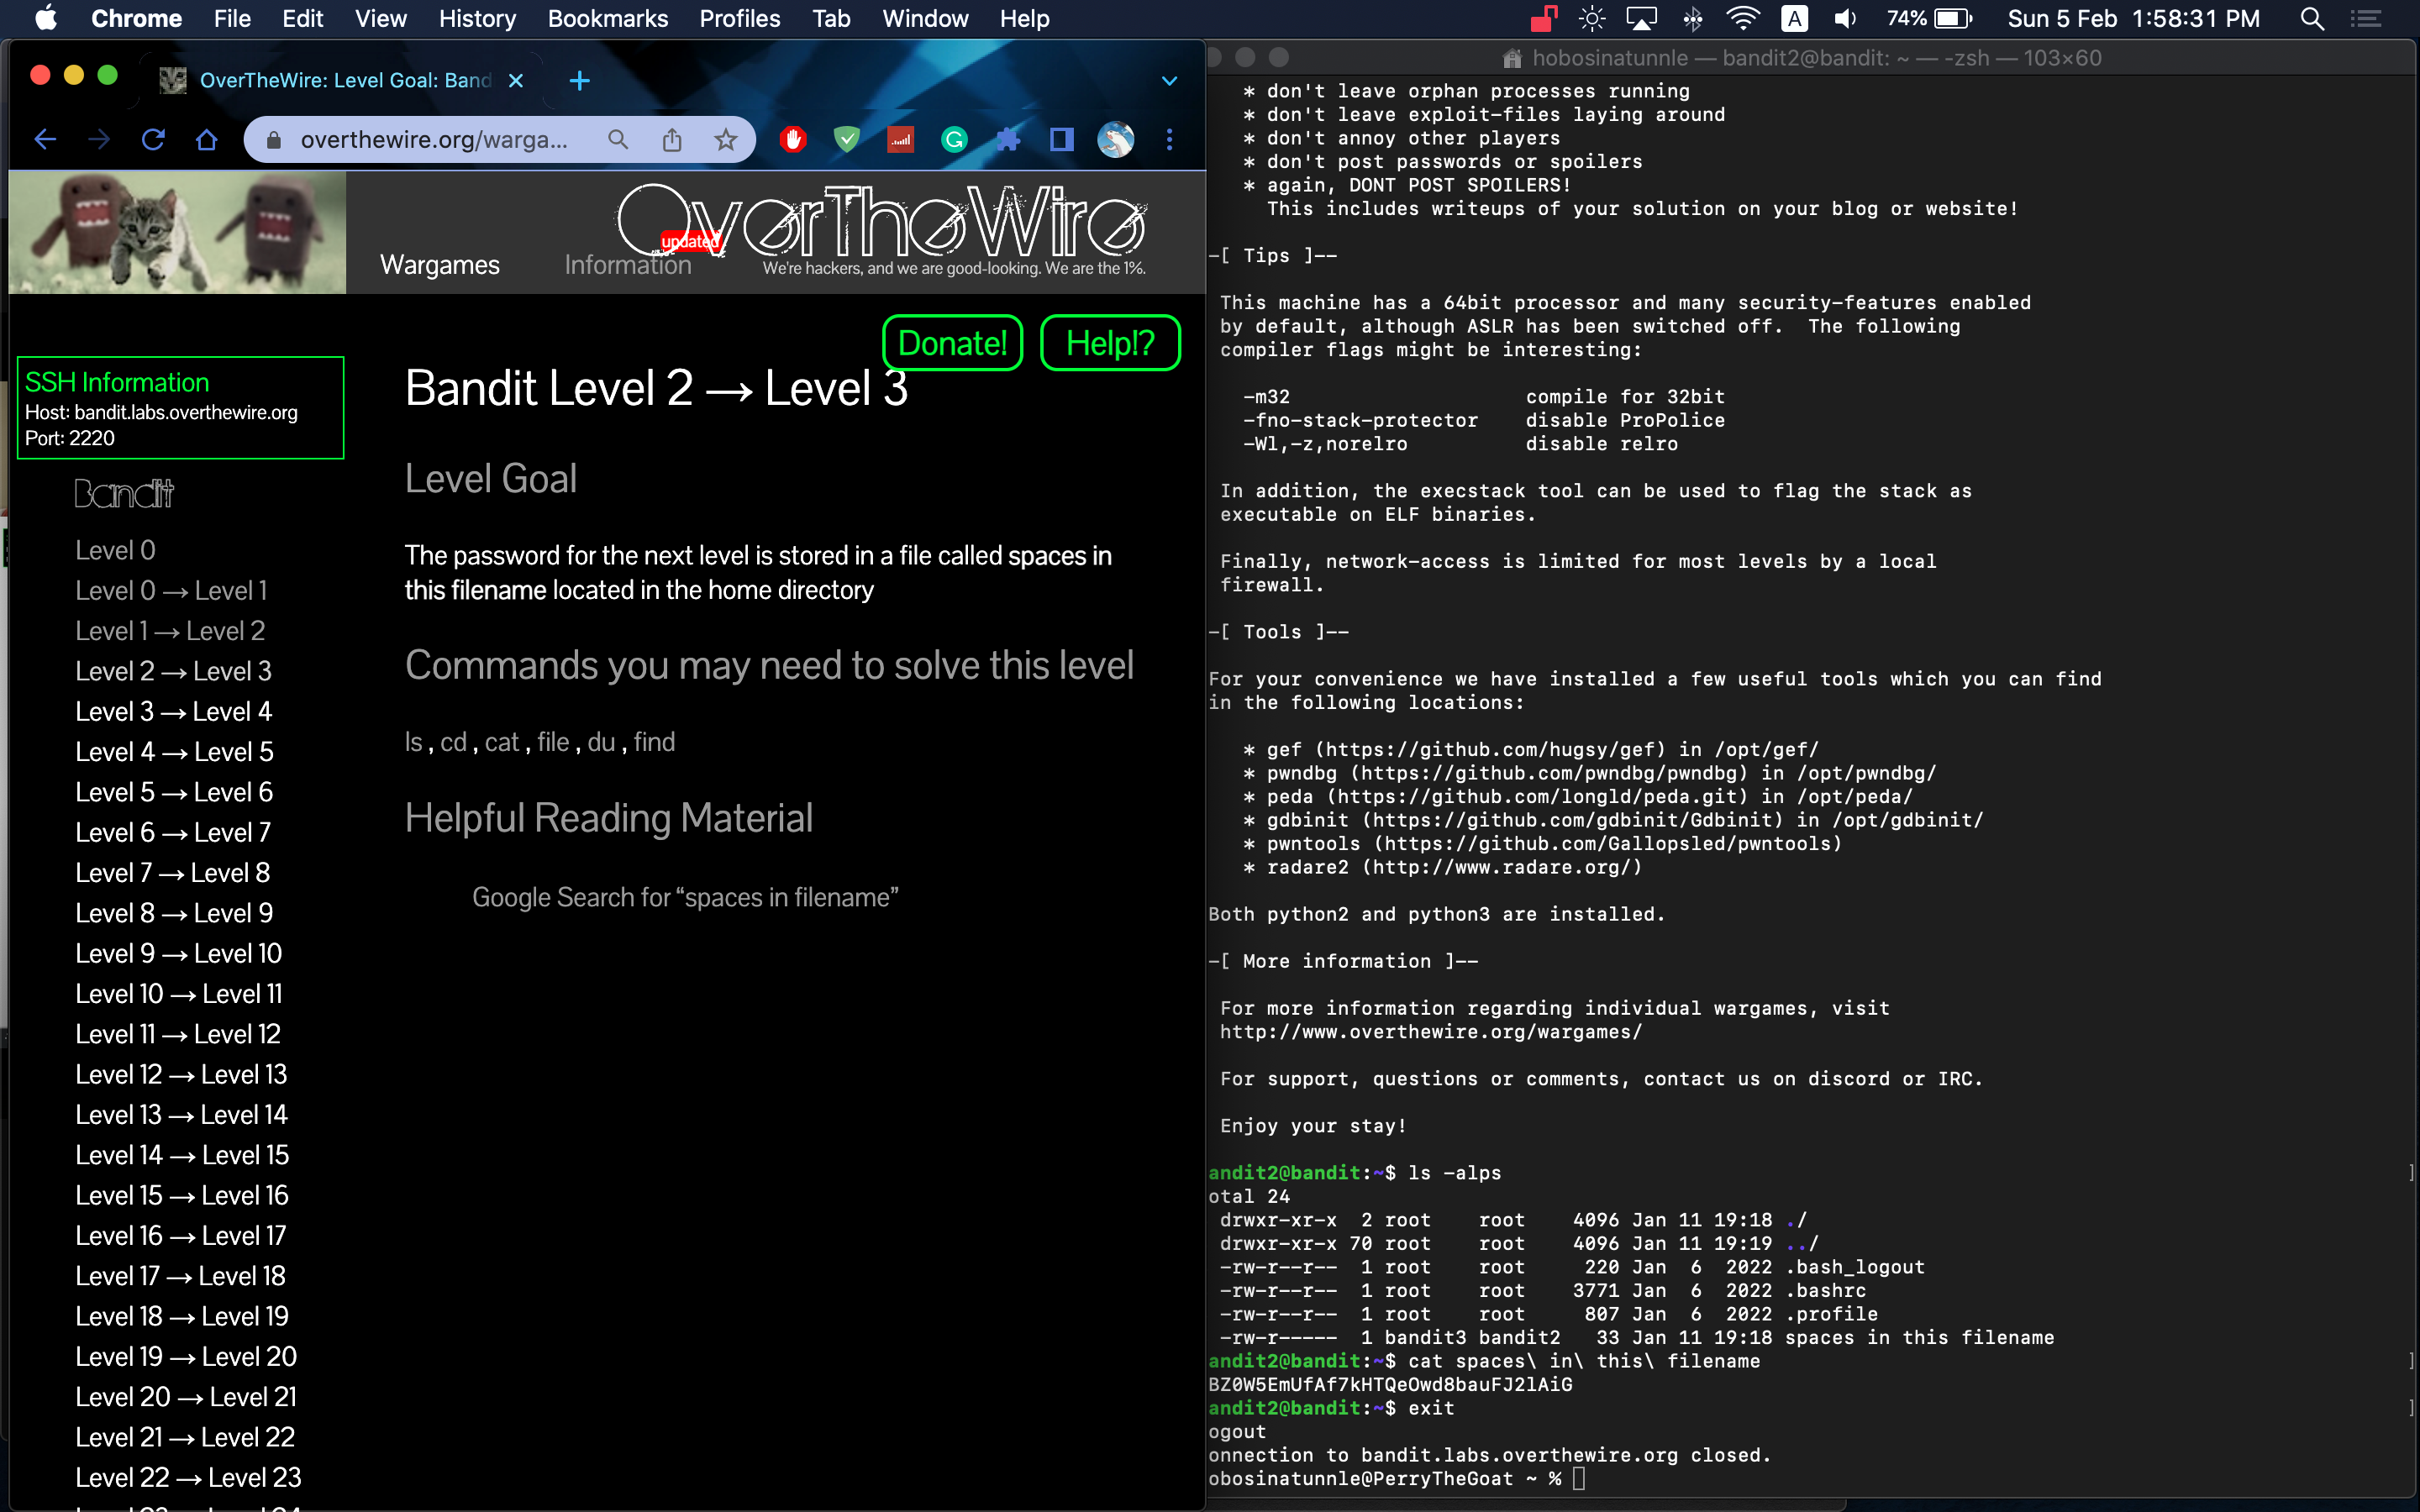 Chrome File Edit View History Bookmarks Profiles Tab Window Help
A 74% Sun 5 Feb 1:58:31 PM
OverTheWire: Level Goal: Band
overthewire.org/warga...
OverTheWire
updated
Wargames Information
We're hackers, and we are good-looking. We are the 1%.
Donate! Help!?
SSH Information
Host: bandit.labs.overthewire.org
Port: 2220
Bandit
Level 0
Level 0 → Level 1
Level 1 → Level 2
Level 2 → Level 3
Level 3 → Level 4
Level 4 → Level 5
Level 5 → Level 6
Level 6 → Level 7
Level 7 → Level 8
Level 8 → Level 9
Level 9 → Level 10
Level 10 → Level 11
Level 11 → Level 12
Level 12 → Level 13
Level 13 → Level 14
Level 14 → Level 15
Level 15 → Level 16
Level 16 → Level 17
Level 17 → Level 18
Level 18 → Level 19
Level 19 → Level 20
Level 20 → Level 21
Level 21 → Level 22
Level 22 → Level 23
Bandit Level 2 → Level 3
Level Goal
The password for the next level is stored in a file called spaces in
this filename located in the home directory
Commands you may need to solve this level
ls , cd , cat , file , du , find
Helpful Reading Material
Google Search for “spaces in filename”
hobosinatunnle — bandit2@bandit: ~ — -zsh — 103×60
* don't leave orphan processes running
* don't leave exploit-files laying around
* don't annoy other players
* don't post passwords or spoilers
* again, DONT POST SPOILERS!
This includes writeups of your solution on your blog or website!
-[ Tips ]--
This machine has a 64bit processor and many security-features enabled
by default, although ASLR has been switched off.  The following
compiler flags might be interesting:
-m32 compile for 32bit
-fno-stack-protector disable ProPolice
-Wl,-z,norelro disable relro
In addition, the execstack tool can be used to flag the stack as
executable on ELF binaries.
Finally, network-access is limited for most levels by a local
firewall.
-[ Tools ]--
For your convenience we have installed a few useful tools which you can find
in the following locations:
* gef (https://github.com/hugsy/gef) in /opt/gef/
* pwndbg (https://github.com/pwndbg/pwndbg) in /opt/pwndbg/
* peda (https://github.com/longld/peda.git) in /opt/peda/
* gdbinit (https://github.com/gdbinit/Gdbinit) in /opt/gdbinit/
* pwntools (https://github.com/Gallopsled/pwntools)
* radare2 (http://www.radare.org/)
Both python2 and python3 are installed.
-[ More information ]--
For more information regarding individual wargames, visit
http://www.overthewire.org/wargames/
For support, questions or comments, contact us on discord or IRC.
Enjoy your stay!
andit2@bandit:~$ ls -alps ]
otal 24
drwxr-xr-x 2 root root 4096 Jan 11 19:18 ./
drwxr-xr-x 70 root root 4096 Jan 11 19:19 ../
-rw-r--r-- 1 root root 220 Jan 6 2022 .bash_logout
-rw-r--r-- 1 root root 3771 Jan 6 2022 .bashrc
-rw-r--r-- 1 root root 807 Jan 6 2022 .profile
-rw-r----- 1 bandit3 bandit2 33 Jan 11 19:18 spaces in this filename
andit2@bandit:~$ cat spaces\ in\ this\ filename ]
BZ0W5EmUfAf7kHTQeOwd8bauFJ2lAiG
andit2@bandit:~$ exit ]
ogout
onnection to bandit.labs.overthewire.org closed.
obosinatunnle@PerryTheGoat ~ %